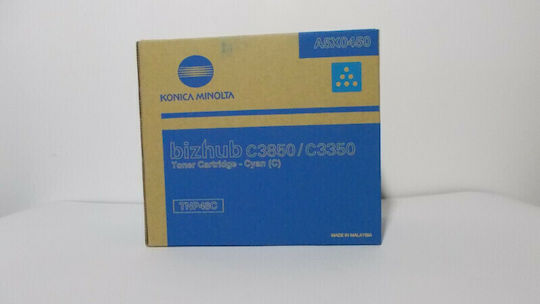 A5X0450
KONICA MINOLTA
bizhub C3850/C3350
Toner Cartridge - Cyan (C)
TNP48C
MADE IN MALAYSIA